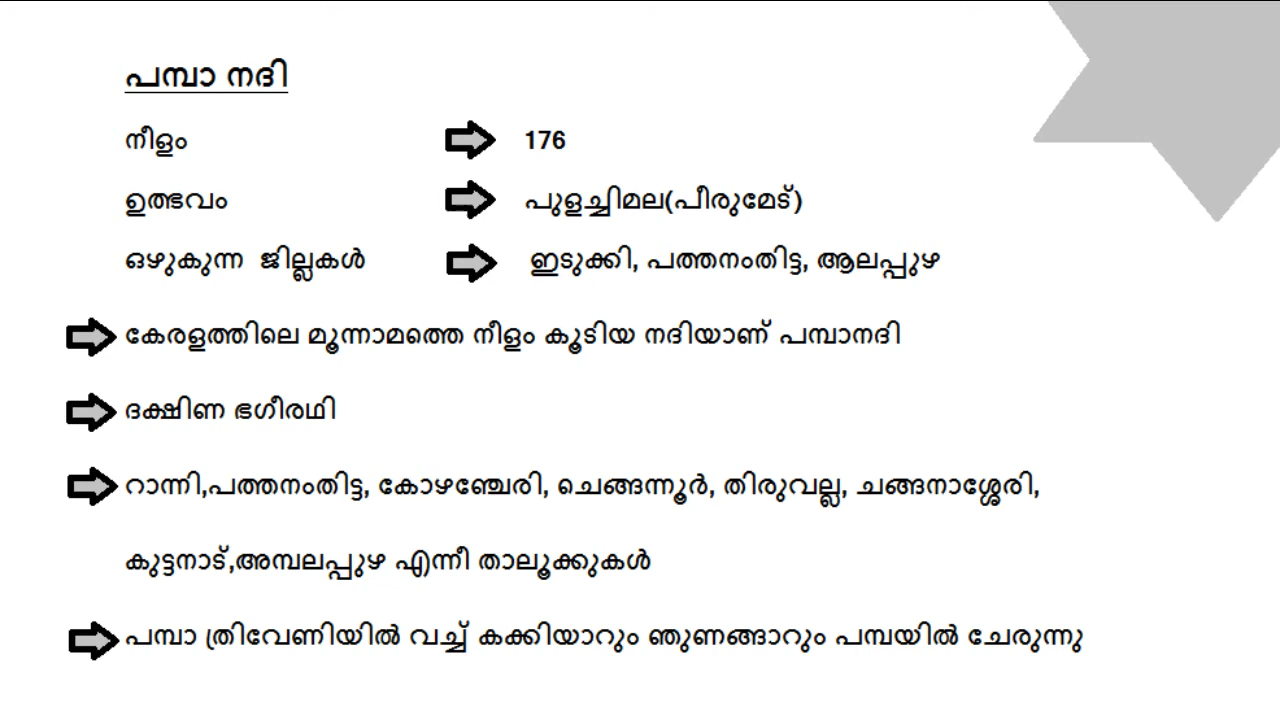 പമ്പാ നദി
നീളം 176
ഉത്ഭവം പുളച്ചിമല(പീരുമേട്)
ഒഴുകുന്ന ജില്ലകൾ ഇടുക്കി, പത്തനംതിട്ട, ആലപ്പുഴ
കേരളത്തിലെ മൂന്നാമത്തെ നീളം കൂടിയ നദിയാണ് പമ്പാനദി
ദക്ഷിണ ഭഗീരഥി
റാന്നി,പത്തനംതിട്ട, കോഴഞ്ചേരി, ചെങ്ങന്നൂർ, തിരുവല്ല, ചങ്ങനാശ്ശേരി,
കുട്ടനാട്,അമ്പലപ്പുഴ എന്നീ താലൂക്കുകൾ
പമ്പാ ത്രിവേണിയിൽ വച്ച് കക്കിയാറും ഞുണങ്ങാറും പമ്പയിൽ ചേരുന്നു